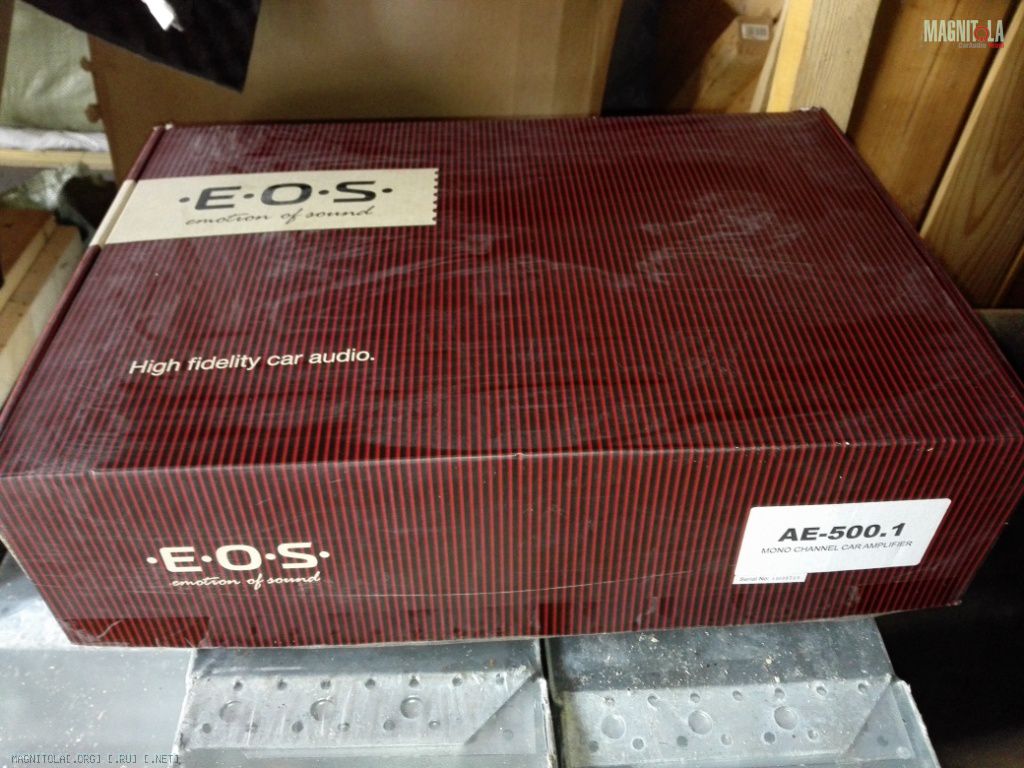 MAGNITOLA
CarAudio
·E·O·S·
emotion of sound
High fidelity car audio.
·E·O·S·
emotion of sound
AE-500.1
MONO CHANNEL CAR AMPLIFIER
Serial No:
MAGNITOLA[.ORG] [.RU] [.NET]